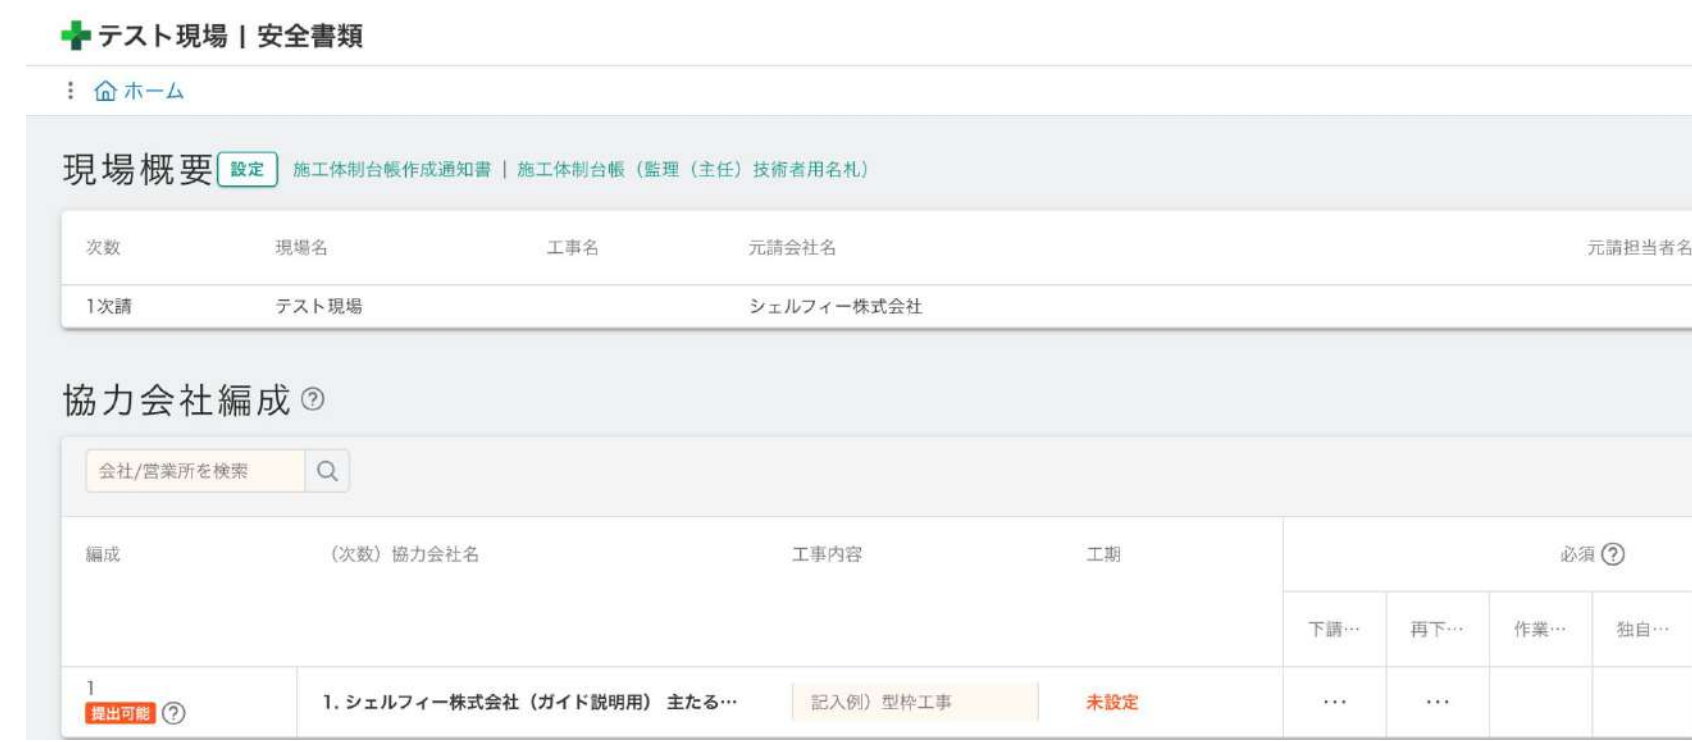 テスト現場 | 安全書類
ホーム
現場概要 設定 施工体制台帳作成通知書 | 施工体制台帳（監理（主任）技術者用名札）
次数 現場名 工事名 元請会社名 元請担当者名
1次請 テスト現場 シェルフィー株式会社
協力会社編成 ?
会社/営業所を検索
編成 （次数）協力会社名 工事内容 工期 必須 ?
下請… 再下… 作業… 独自…
1
提出可能 ? 1. シェルフィー株式会社（ガイド説明用） 主たる… 記入例）型枠工事 未設定 … …